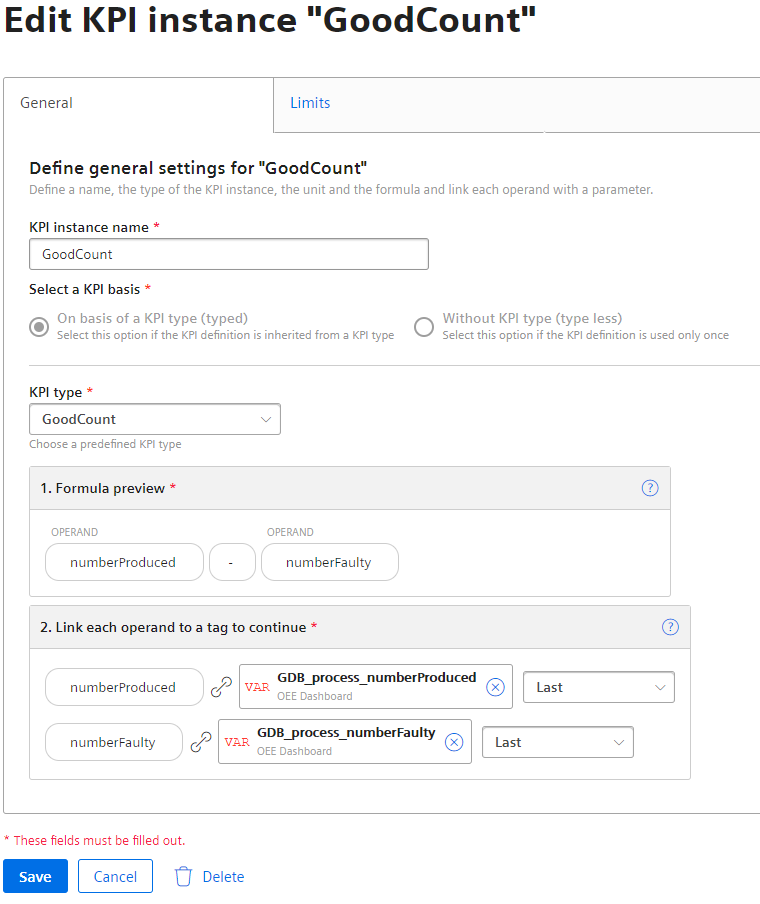 Edit KPI instance "GoodCount"
General
Limits
Define general settings for "GoodCount"
Define a name, the type of the KPI instance, the unit and the formula and link each operand with a parameter.
KPI instance name *
GoodCount
Select a KPI basis *
On basis of a KPI type (typed)
Select this option if the KPI definition is inherited from a KPI type
Without KPI type (type less)
Select this option if the KPI definition is used only once
KPI type *
GoodCount
Choose a predefined KPI type
1. Formula preview *
?
OPERAND
OPERAND
numberProduced
-
numberFaulty
2. Link each operand to a tag to continue *
?
numberProduced
VAR
GDB_process_numberProduced
OEE Dashboard
Last
numberFaulty
VAR
GDB_process_numberFaulty
OEE Dashboard
Last
* These fields must be filled out.
Save
Cancel
Delete